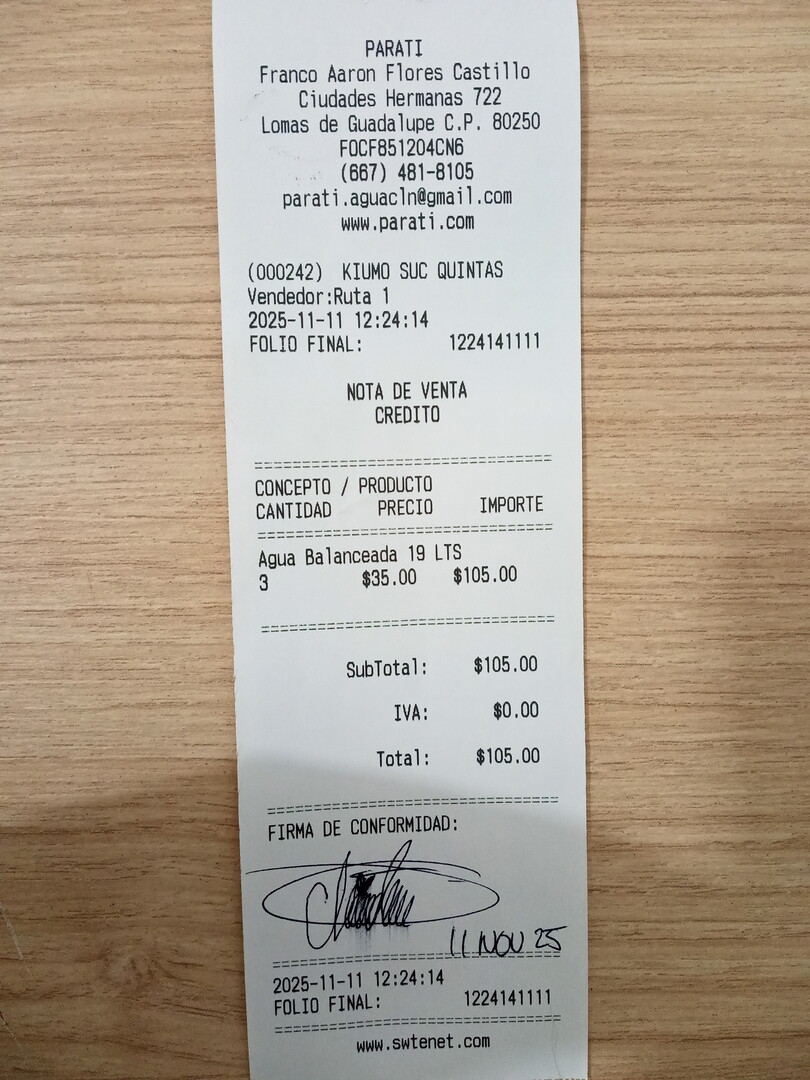 PARATI
Franco Aaron Flores Castillo
Ciudades Hermanas 722
Lomas de Guadalupe C.P. 80250
FOCF851204CN6
(667) 481-8105
parati.aguacln@gmail.com
www.parati.com
(000242) KIUMO SUC QUINTAS
Vendedor:Ruta 1
2025-11-11 12:24:14
FOLIO FINAL: 1224141111
NOTA DE VENTA
CREDITO
CONCEPTO / PRODUCTO
CANTIDAD PRECIO IMPORTE
Agua Balanceada 19 LTS
3 $35.00 $105.00
SubTotal: $105.00
IVA: $0.00
Total: $105.00
FIRMA DE CONFORMIDAD:
11 NOV 25
2025-11-11 12:24:14
FOLIO FINAL: 1224141111
www.swtenet.com